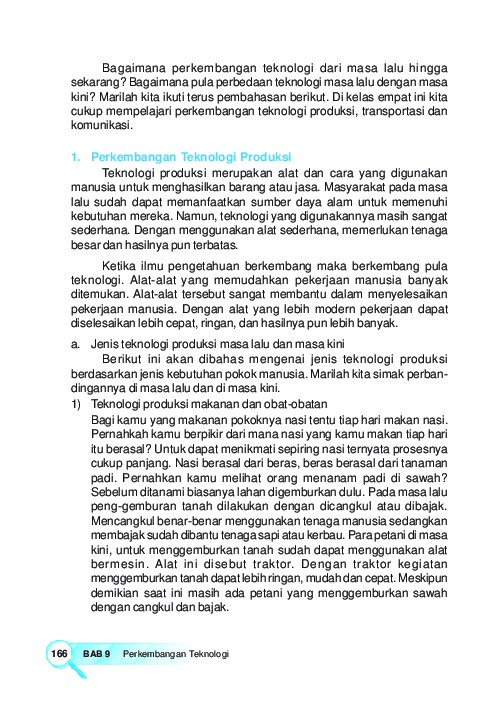 Bagaimana perkembangan teknologi dari masa lalu hingga
sekarang? Bagaimana pula perbedaan teknologi masa lalu dengan masa
kini? Marilah kita ikuti terus pembahasan berikut. Di kelas empat ini kita
cukup mempelajari perkembangan teknologi produksi, transportasi dan
komunikasi.
1. Perkembangan Teknologi Produksi
Teknologi produksi merupakan alat dan cara yang digunakan
manusia untuk menghasilkan barang atau jasa. Masyarakat pada masa
lalu sudah dapat memanfaatkan sumber daya alam untuk memenuhi
kebutuhan mereka. Namun, teknologi yang digunakannya masih sangat
sederhana. Dengan menggunakan alat sederhana, memerlukan tenaga
besar dan hasilnya pun terbatas.
Ketika ilmu pengetahuan berkembang maka berkembang pula
teknologi. Alat-alat yang memudahkan pekerjaan manusia banyak
ditemukan. Alat-alat tersebut sangat membantu dalam menyelesaikan
pekerjaan manusia. Dengan alat yang lebih modern pekerjaan dapat
diselesaikan lebih cepat, ringan, dan hasilnya pun lebih banyak.
a. Jenis teknologi produksi masa lalu dan masa kini
Berikut ini akan dibahas mengenai jenis teknologi produksi
berdasarkan jenis kebutuhan pokok manusia. Marilah kita simak perban-
dingannya di masa lalu dan di masa kini.
1) Teknologi produksi makanan dan obat-obatan
Bagi kamu yang makanan pokoknya nasi tentu tiap hari makan nasi.
Pernahkah kamu berpikir dari mana nasi yang kamu makan tiap hari
itu berasal? Untuk dapat menikmati sepiring nasi ternyata prosesnya
cukup panjang. Nasi berasal dari beras, beras berasal dari tanaman
padi. Pernahkan kamu melihat orang menanam padi di sawah?
Sebelum ditanami biasanya lahan digemburkan dulu. Pada masa lalu
peng-gemburan tanah dilakukan dengan dicangkul atau dibajak.
Mencangkul benar-benar menggunakan tenaga manusia sedangkan
membajak sudah dibantu tenaga sapi atau kerbau. Para petani di masa
kini, untuk menggemburkan tanah sudah dapat menggunakan alat
bermesin. Alat ini disebut traktor. Dengan traktor kegiatan
menggemburkan tanah dapat lebih ringan, mudah dan cepat. Meskipun
demikian saat ini masih ada petani yang menggemburkan sawah
dengan cangkul dan bajak.
166 BAB 9 Perkembangan Teknologi